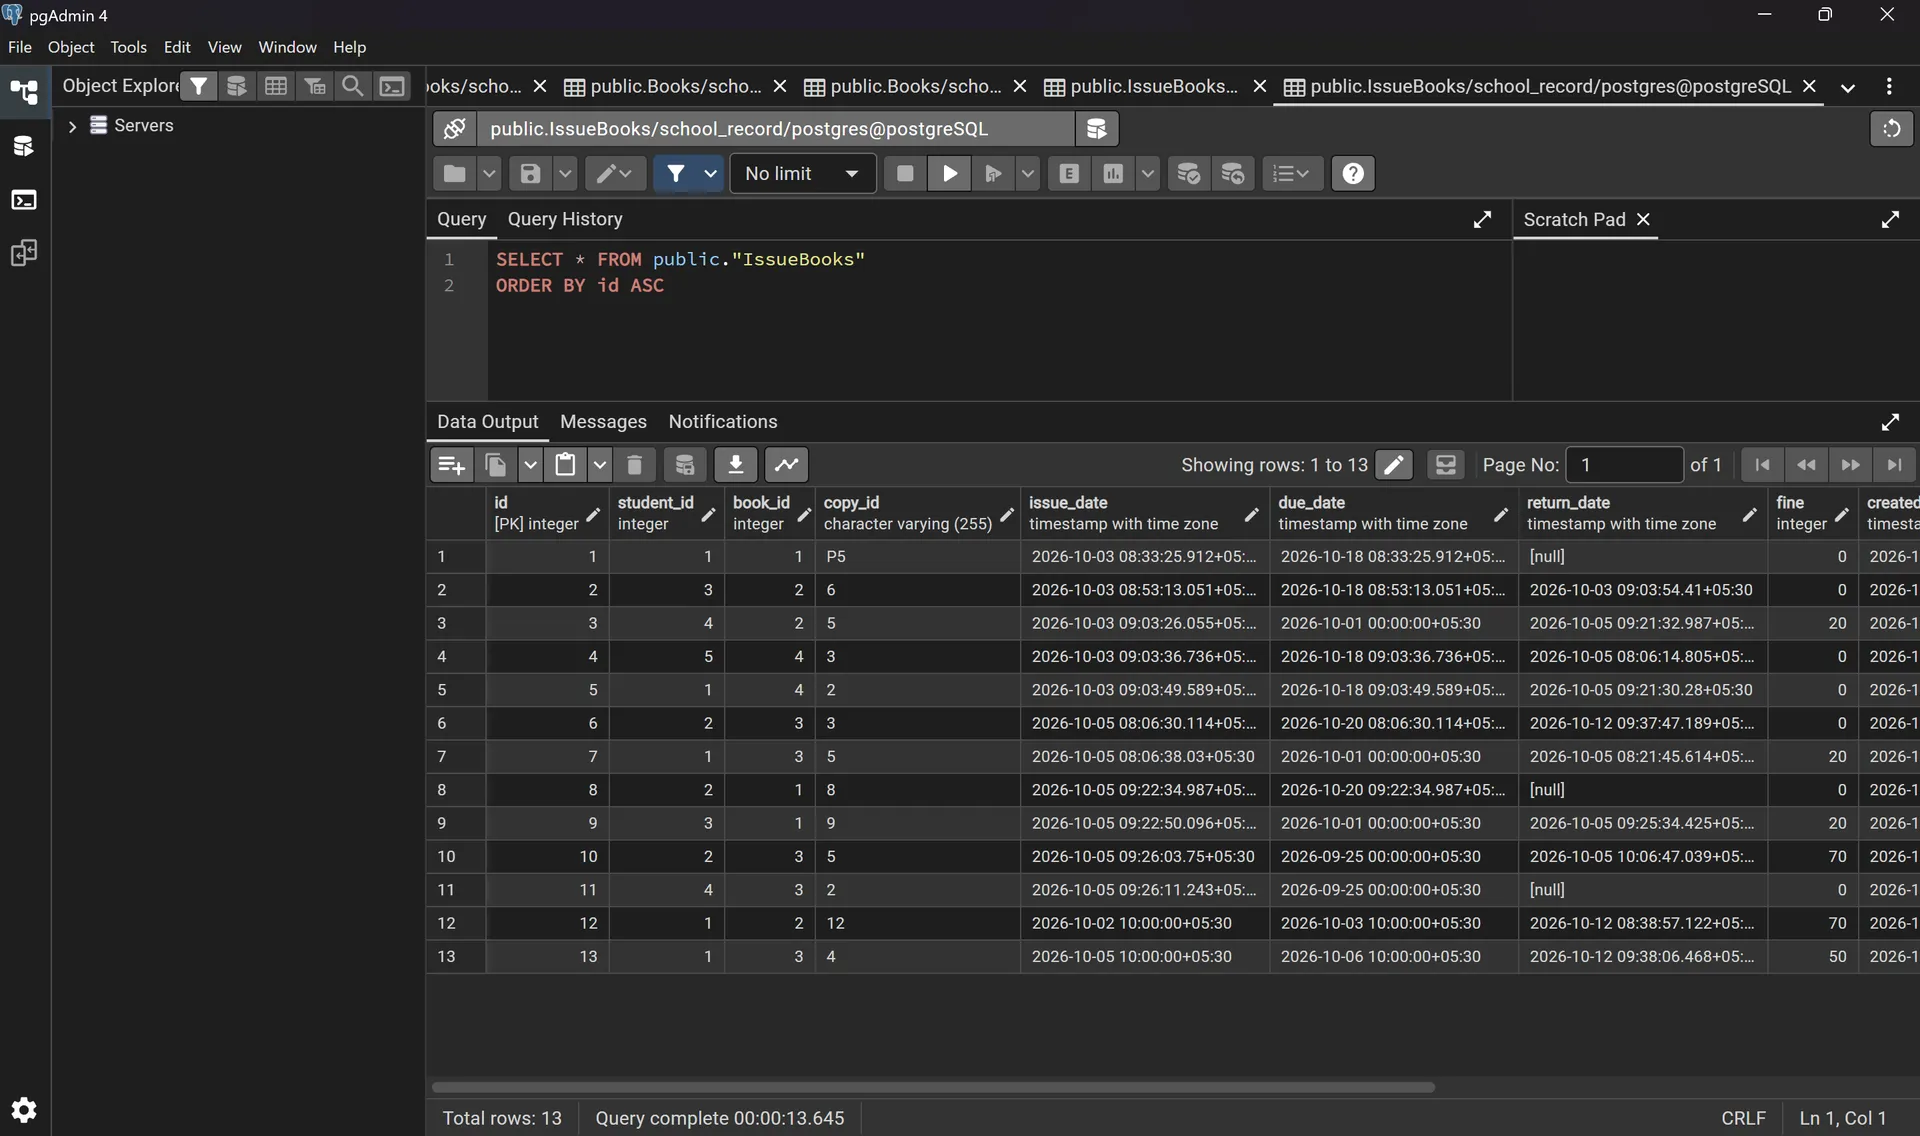 pgAdmin 4
File Object Tools Edit View Window Help
Object Explore
oks/scho... public.Books/scho... public.Books/scho... public.IssueBooks... public.IssueBooks/school_record/postgres@postgreSQL
Servers
public.IssueBooks/school_record/postgres@postgreSQL
No limit E
Query Query History Scratch Pad
1 SELECT * FROM public."IssueBooks"
2 ORDER BY id ASC
Data Output Messages Notifications
Showing rows: 1 to 13 Page No: 1 of 1
id student_id book_id copy_id issue_date due_date return_date fine created
[PK] integer integer integer character varying (255) timestamp with time zone timestamp with time zone timestamp with time zone integer timesta
1 1 1 1 P5 2026-10-03 08:33:25.912+05:... 2026-10-18 08:33:25.912+05:... [null] 0 2026-1
2 2 3 2 6 2026-10-03 08:53:13.051+05:... 2026-10-18 08:53:13.051+05:... 2026-10-03 09:03:54.41+05:30 0 2026-1
3 3 4 2 5 2026-10-03 09:03:26.055+05:... 2026-10-01 00:00:00+05:30 2026-10-05 09:21:32.987+05:... 20 2026-1
4 4 5 4 3 2026-10-03 09:03:36.736+05:... 2026-10-18 09:03:36.736+05:... 2026-10-05 08:06:14.805+05:... 0 2026-1
5 5 1 4 2 2026-10-03 09:03:49.589+05:... 2026-10-18 09:03:49.589+05:... 2026-10-05 09:21:30.28+05:30 0 2026-1
6 6 2 3 3 2026-10-05 08:06:30.114+05:... 2026-10-20 08:06:30.114+05:... 2026-10-12 09:37:47.189+05:... 0 2026-1
7 7 1 3 5 2026-10-05 08:06:38.03+05:30 2026-10-01 00:00:00+05:30 2026-10-05 08:21:45.614+05:... 20 2026-1
8 8 2 1 8 2026-10-05 09:22:34.987+05:... 2026-10-20 09:22:34.987+05:... [null] 0 2026-1
9 9 3 1 9 2026-10-05 09:22:50.096+05:... 2026-10-01 00:00:00+05:30 2026-10-05 09:25:34.425+05:... 20 2026-1
10 10 2 3 5 2026-10-05 09:26:03.75+05:30 2026-09-25 00:00:00+05:30 2026-10-05 10:06:47.039+05:... 70 2026-1
11 11 4 3 2 2026-10-05 09:26:11.243+05:... 2026-09-25 00:00:00+05:30 [null] 0 2026-1
12 12 1 2 12 2026-10-02 10:00:00+05:30 2026-10-03 10:00:00+05:30 2026-10-12 08:38:57.122+05:... 70 2026-1
13 13 1 3 4 2026-10-05 10:00:00+05:30 2026-10-06 10:00:00+05:30 2026-10-12 09:38:06.468+05:... 50 2026-1
Total rows: 13 Query complete 00:00:13.645 CRLF Ln 1, Col 1